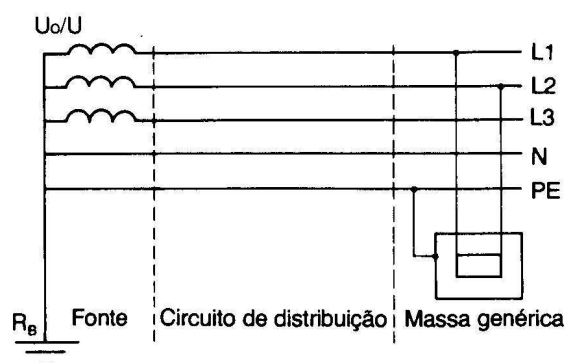 Uo/U
L1
L2
L3
N
PE
RB
Fonte
Circuito de distribuição
Massa genérica